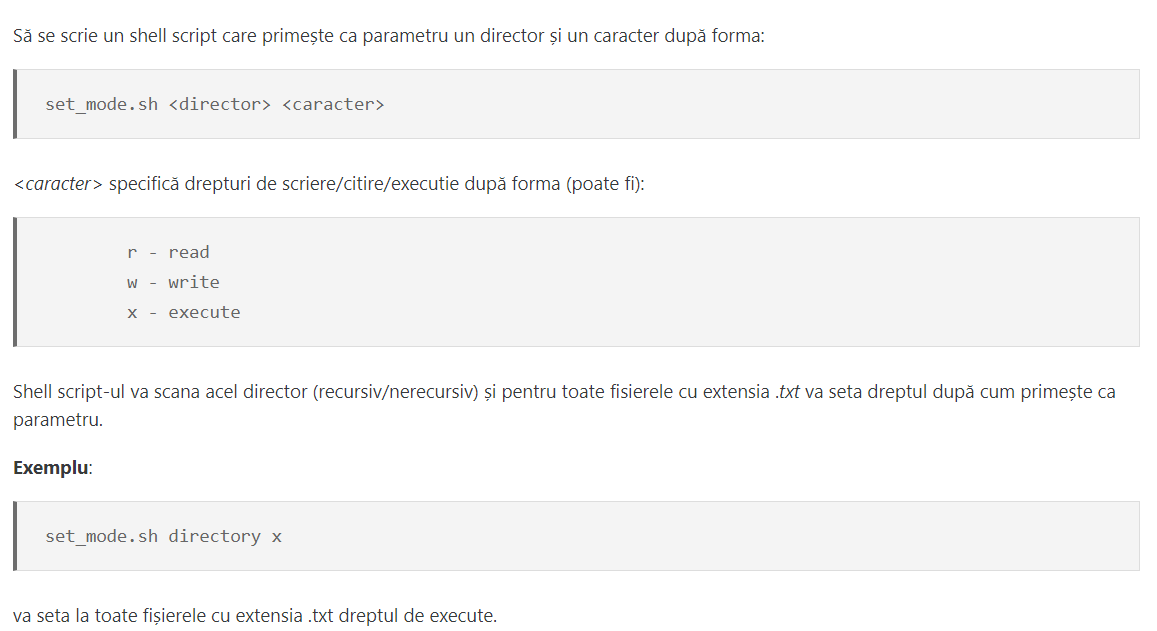 Să se scrie un shell script care primește ca parametru un director și un caracter după forma:
set_mode.sh <director> <caracter>
<caracter> specifică drepturi de scriere/citire/executie după forma (poate fi):
r - read
w - write
x - execute
Shell script-ul va scana acel director (recursiv/nerecursiv) și pentru toate fisierele cu extensia .txt va seta dreptul după cum primește ca
parametru.
Exemplu:
set_mode.sh directory x
va seta la toate fișierele cu extensia .txt dreptul de execute.